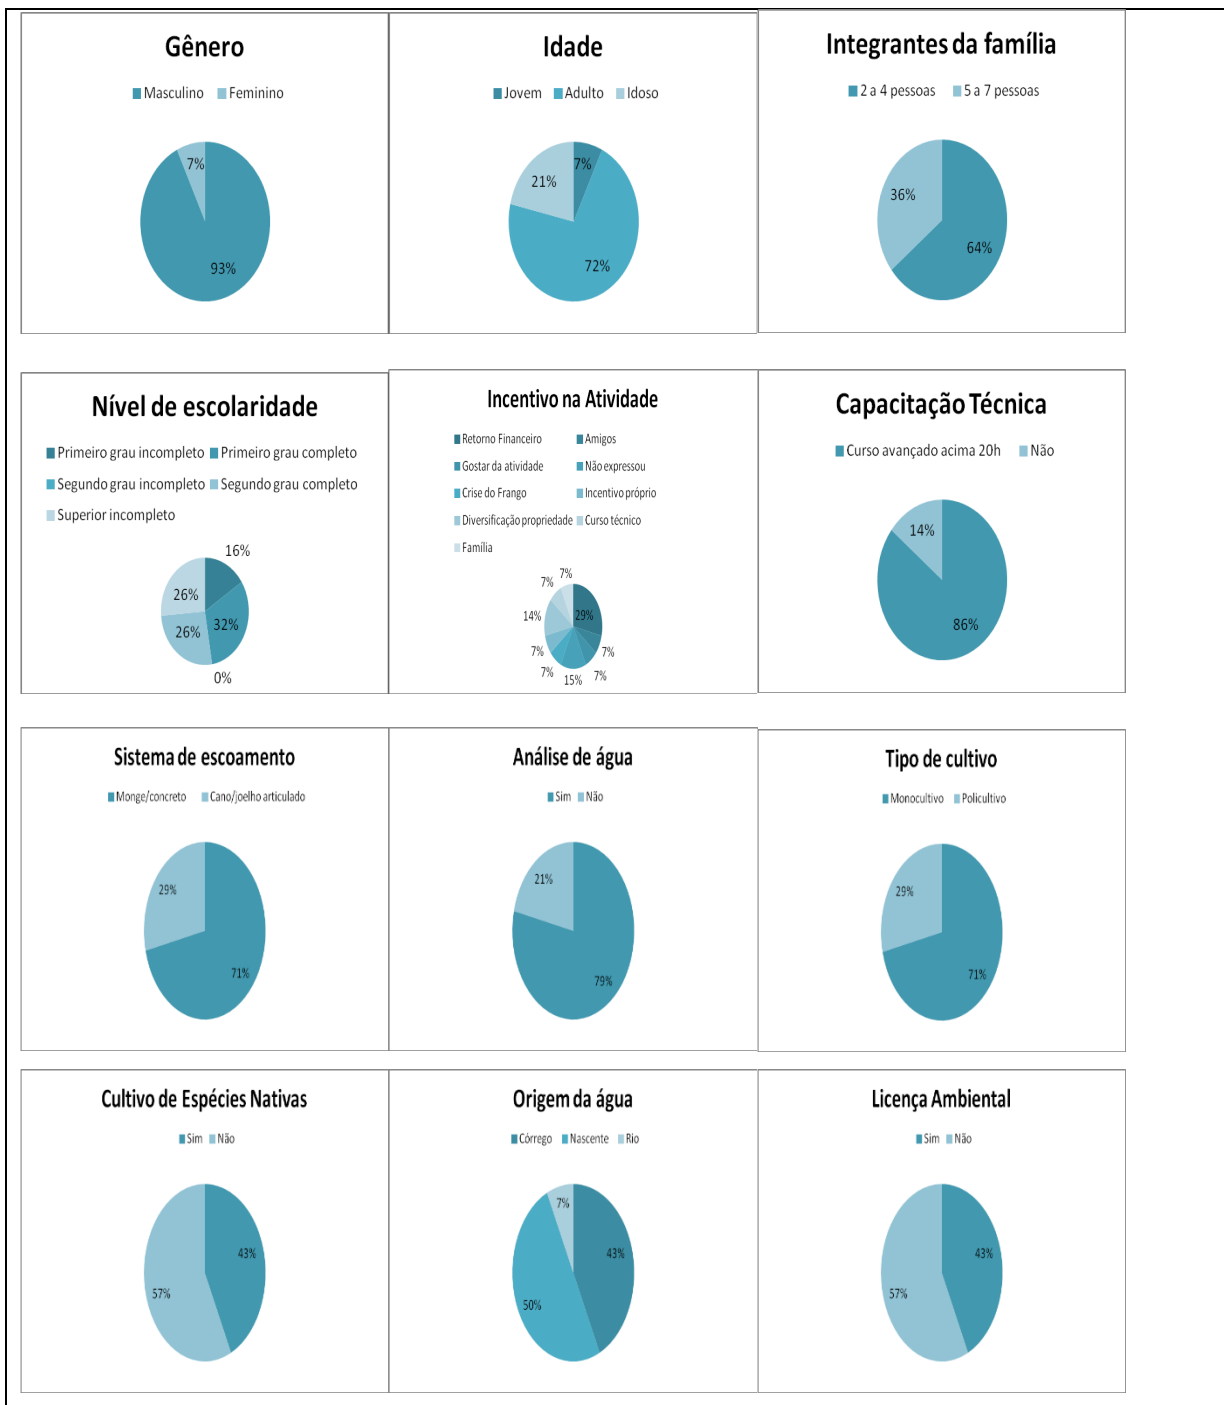 Gênero
Masculino Feminino
7%
93%
Idade
Jovem Adulto Idoso
7%
21%
72%
Integrantes da família
2 a 4 pessoas 5 a 7 pessoas
36%
64%
Nível de escolaridade
Primeiro grau incompleto Primeiro grau completo
Segundo grau incompleto Segundo grau completo
Superior incompleto
16%
26%
32%
26%
0%
Incentivo na Atividade
Retorno Financeiro Amigos
Gostar da atividade Não expressou
Crise do Frango Incentivo próprio
Diversificação propriedade Curso técnico
Família
7%
7%
29%
14%
7%
7%
7%
7%
15%
Capacitação Técnica
Curso avançado acima 20h Não
14%
86%
Sistema de escoamento
Monge/concreto Cano/joelho articulado
29%
71%
Análise de água
Sim Não
21%
79%
Tipo de cultivo
Monocultivo Policultivo
29%
71%
Cultivo de Espécies Nativas
Sim Não
43%
57%
Origem da água
Córrego Nascente Rio
7%
43%
50%
Licença Ambiental
Sim Não
43%
57%